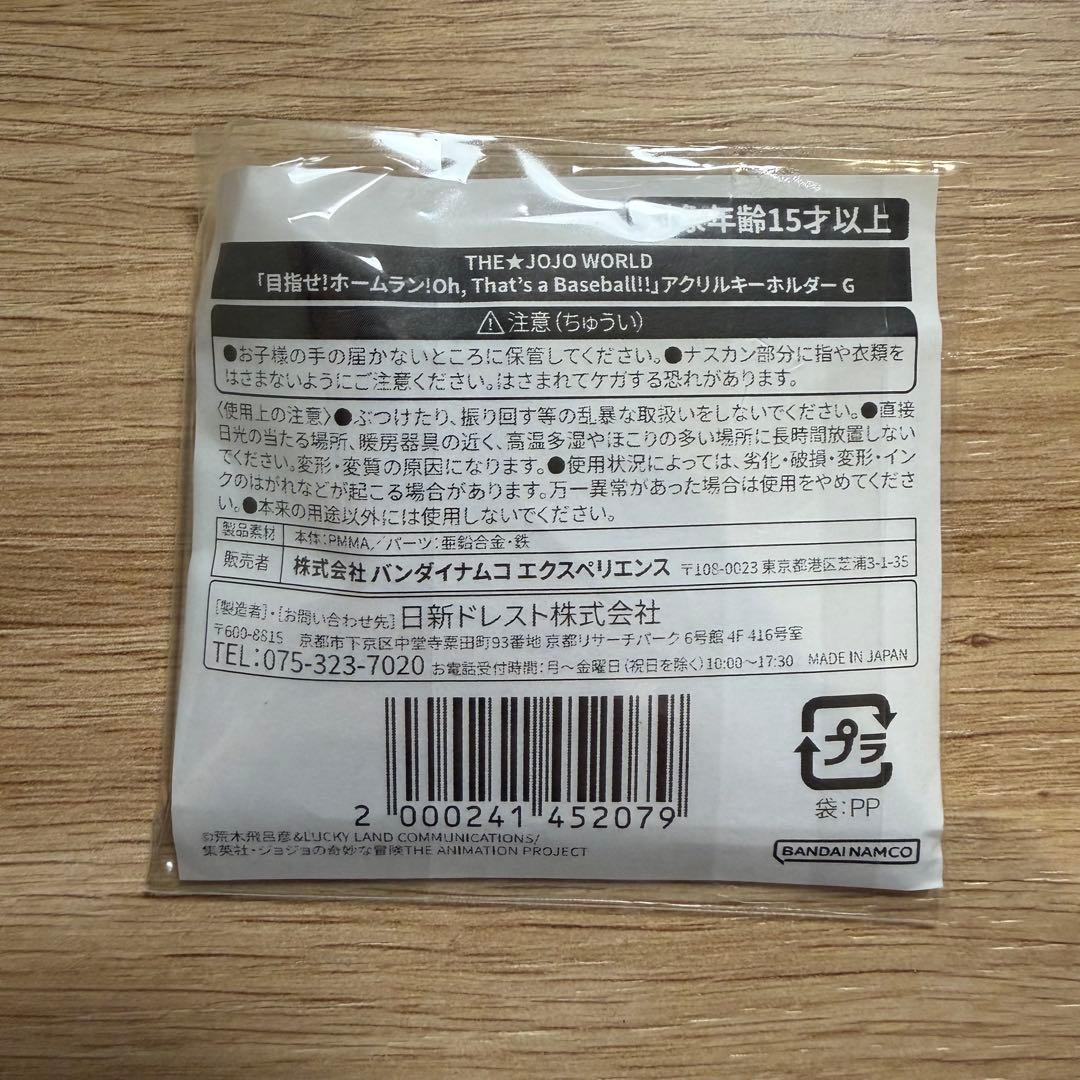 対象年齢15才以上
THE★JOJO WORLD
「目指せ!ホームラン!Oh, That's a Baseball!!」アクリルキーホルダー G
⚠注意(ちゅうい)
●お子様の手の届かないところに保管してください。●ナスカン部分に指や衣類を
はさまないようにご注意ください。はさまれてケガする恐れがあります。
〈使用上の注意〉●ぶつけたり、振り回す等の乱暴な取扱いをしないでください。●直接
日光の当たる場所、暖房器具の近く、高温多湿やほこりの多い場所に長時間放置しない
でください。変形・変質の原因になります。●使用状況によっては、劣化・破損・変形・イン
クのはがれなどが起こる場合があります。万一異常があった場合は使用をやめてくださ
い。●本来の用途以外には使用しないでください。
製品素材 本体:PMMA/パーツ:亜鉛合金・鉄
販売者 株式会社 バンダイナムコ エクスペリエンス 〒108-0023 東京都港区芝浦3-1-35
[製造者]・[お問い合わせ先] 日新ドレスト株式会社
〒600-8815 京都市下京区中堂寺粟田町93番地 京都リサーチパーク 6号館 4F 416号室
TEL:075-323-7020 お電話受付時間:月～金曜日(祝日を除く)10:00～17:30 MADE IN JAPAN
プラ
2 000241 452079
袋:PP
©荒木飛呂彦&LUCKY LAND COMMUNICATIONS/
集英社・ジョジョの奇妙な冒険THE ANIMATION PROJECT
BANDAI NAMCO